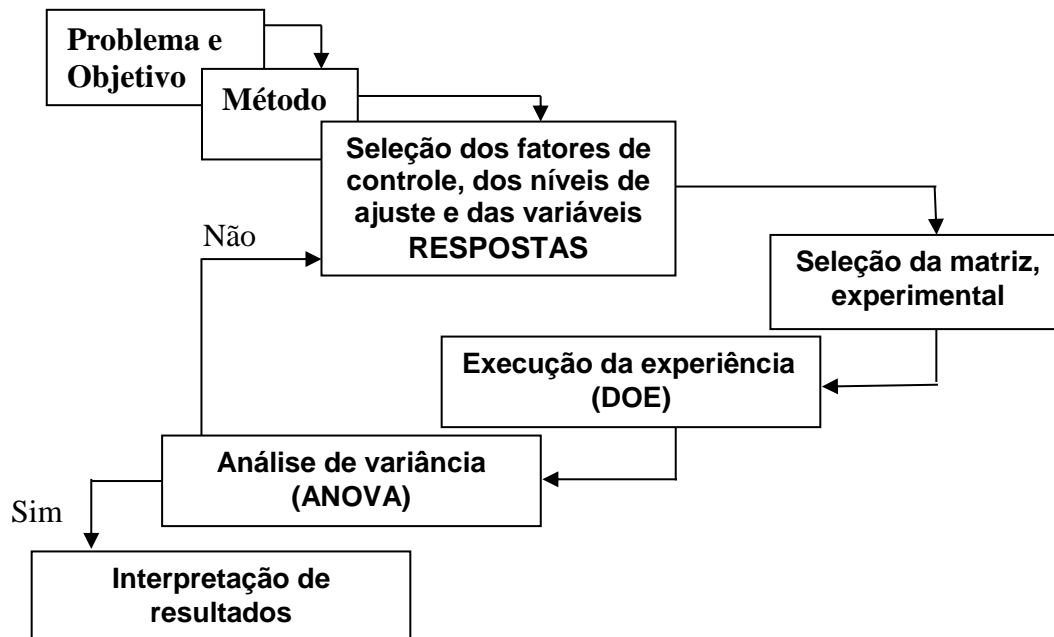 Problema e
Objetivo
Método
Seleção dos fatores de
controle, dos níveis de
ajuste e das variáveis
RESPOSTAS
Não
Seleção da matriz,
experimental
Execução da experiência
(DOE)
Análise de variância
(ANOVA)
Sim
Interpretação de
resultados